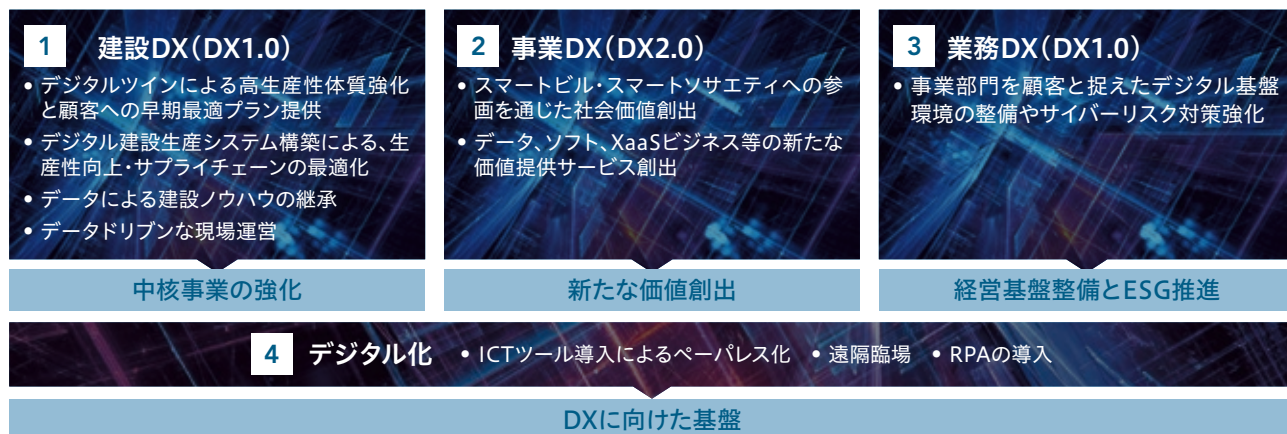 1 建設DX(DX1.0)
• デジタルツインによる高生産性体質強化
と顧客への早期最適プラン提供
• デジタル建設生産システム構築による、生
産性向上・サプライチェーンの最適化
• データによる建設ノウハウの継承
• データドリブンな現場運営
中核事業の強化
2 事業DX(DX2.0)
• スマートビル・スマートソサエティへの参
画を通じた社会価値創出
• データ、ソフト、XaaSビジネス等の新たな
価値提供サービス創出
新たな価値創出
3 業務DX(DX1.0)
• 事業部門を顧客と捉えたデジタル基盤
環境の整備やサイバーリスク対策強化
経営基盤整備とESG推進
4 デジタル化 • ICTツール導入によるペーパレス化 • 遠隔臨場 • RPAの導入
DXに向けた基盤